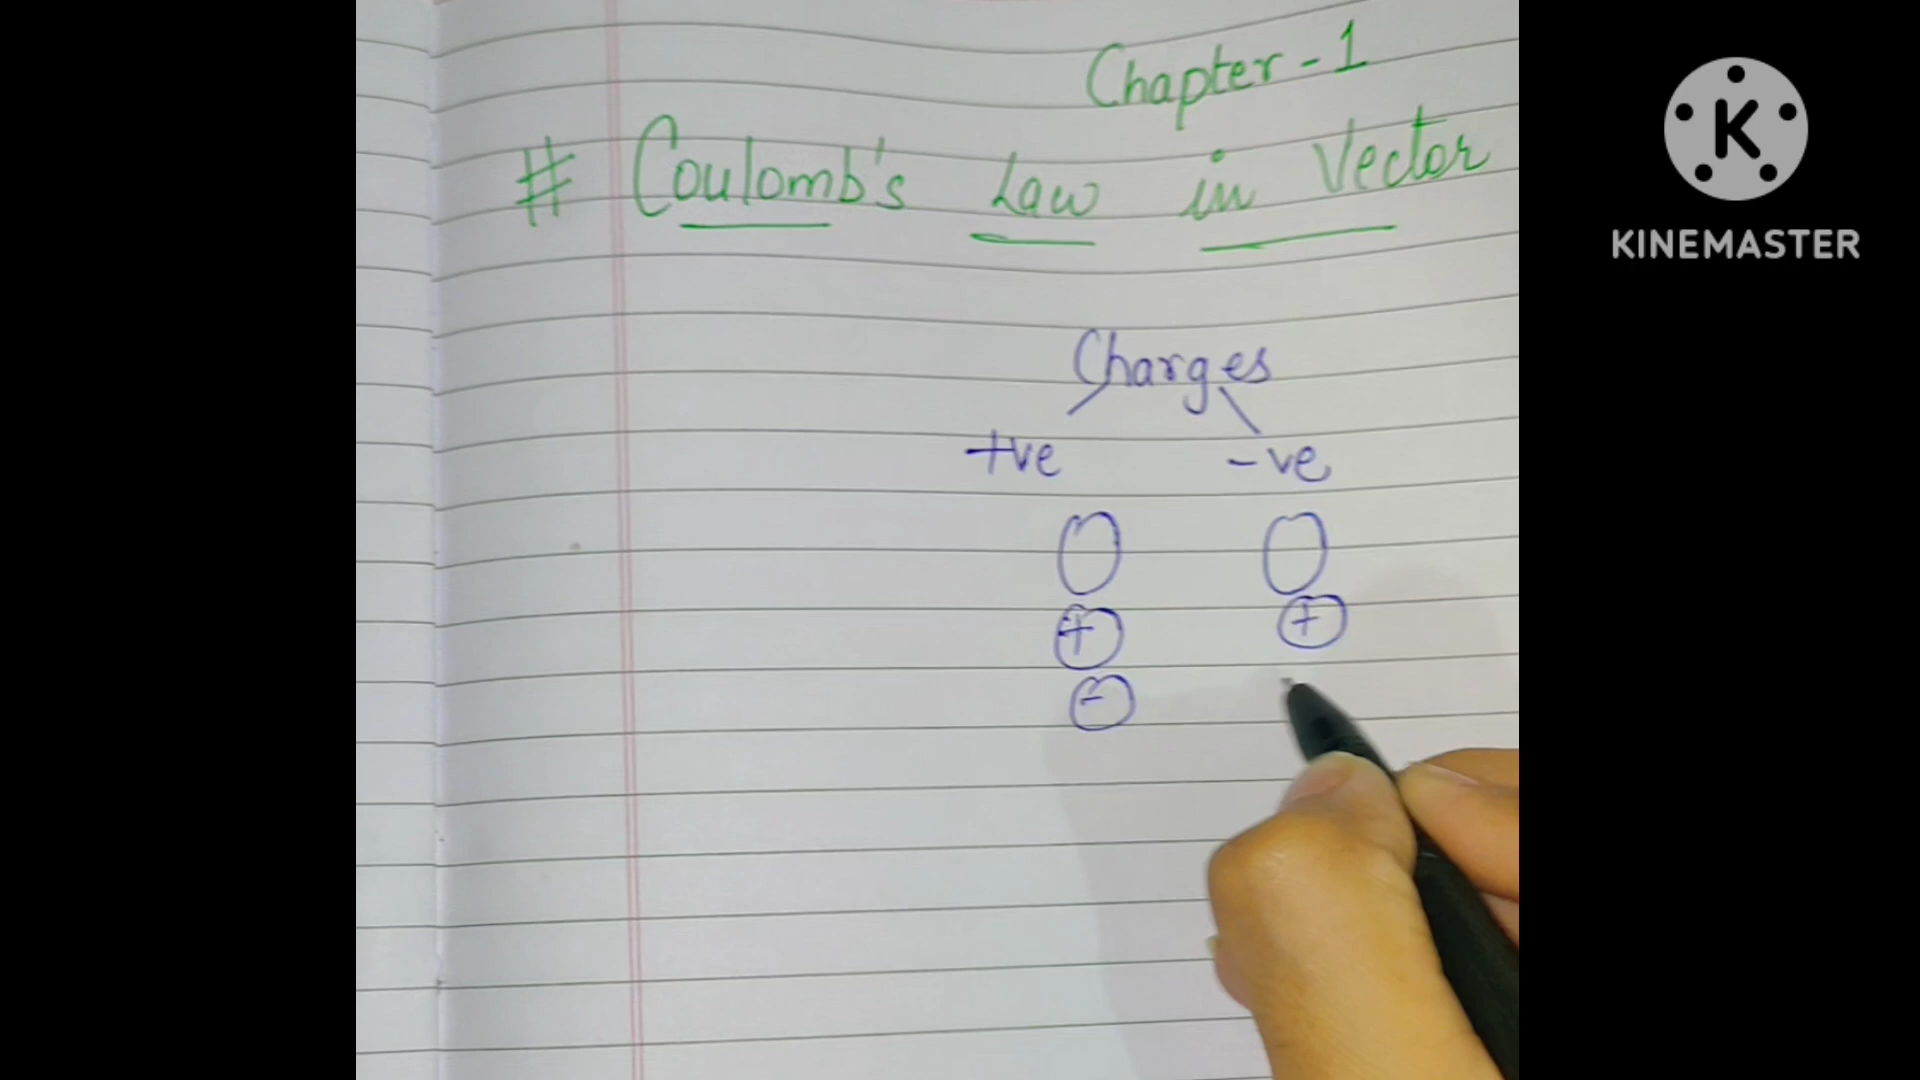 Chapter - 1
# Coulomb's Law in Vector
Charges
+ve - ve
+ +
-
K
KINEMASTER